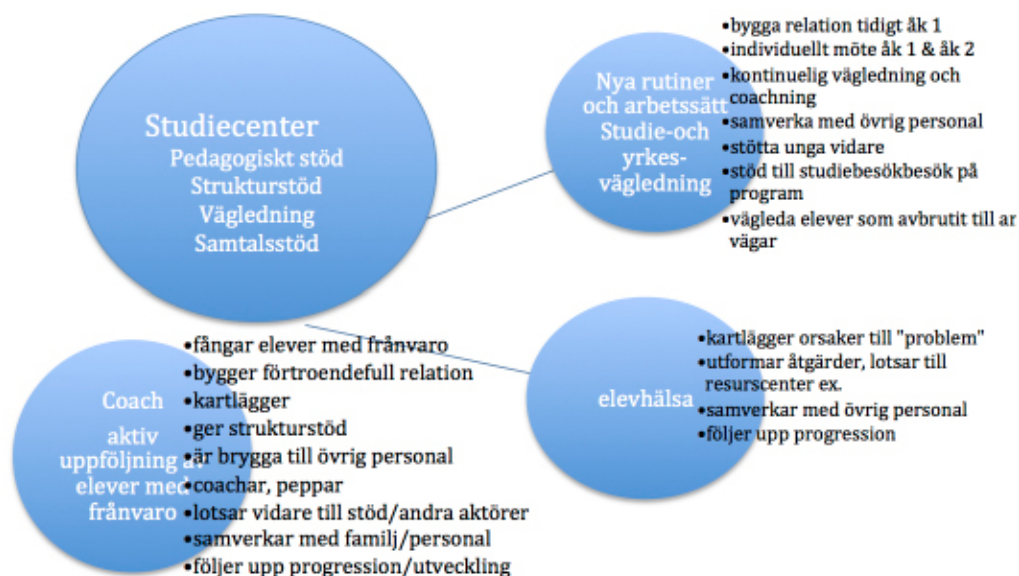 Studiecenter
Pedagogiskt stöd
Strukturstöd
Vägledning
Samtalsstöd
Nya rutiner
och arbetssätt
Studie-och
yrkes-
vägledning
•bygga relation tidigt åk 1
•individuellt möte åk 1 & åk 2
•kontinuelig vägledning och
coachning
•samverka med övrig personal
•stötta unga vidare
•stöd till studiebesökbesök på
program
•vägleda elever som avbrutit till
vägar
Coach
aktiv
uppföljning av
elever med
frånvaro
•fångar elever med frånvaro
•bygger förtroendefull relation
•kartlägger
•ger strukturstöd
•är brygga till övrig personal
•coachar, peppar
•lotsar vidare till stöd/andra aktörer
•samverkar med familj/personal
•följer upp progression/utveckling
elevhälsa
•kartlägger orsaker till "problem"
•utformar åtgärder, lotsar till
resurscenter ex.
•samverkar med övrig personal
•följer upp progression